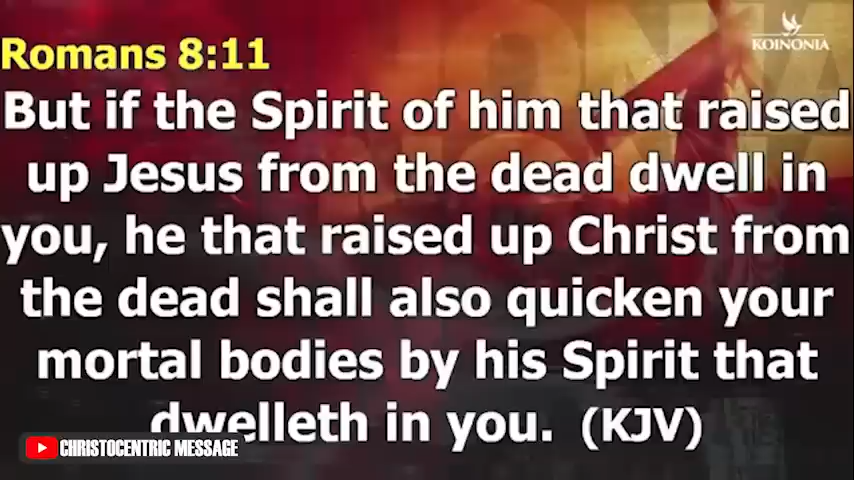 KOINONIA
Romans 8:11
But if the Spirit of him that raised
up Jesus from the dead dwell in
you, he that raised up Christ from
the dead shall also quicken your
mortal bodies by his Spirit that
dwelleth in you. (KJV)
CHRISTOCENTRIC MESSAGE